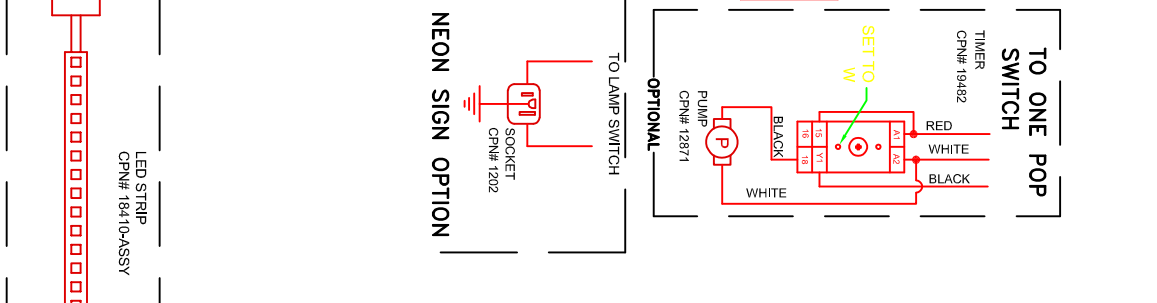 LED STRIP
CPN# 18410-ASSY
NEON SIGN OPTION
SOCKET
CPN# 1202
TO LAMP SWITCH
TO ONE POP
SWITCH
TIMER
CPN# 19482
SET TO
W
OPTIONAL
PUMP
CPN# 12871
P
BLACK
16
15
18
Y1
A1
A2
RED
WHITE
BLACK
WHITE